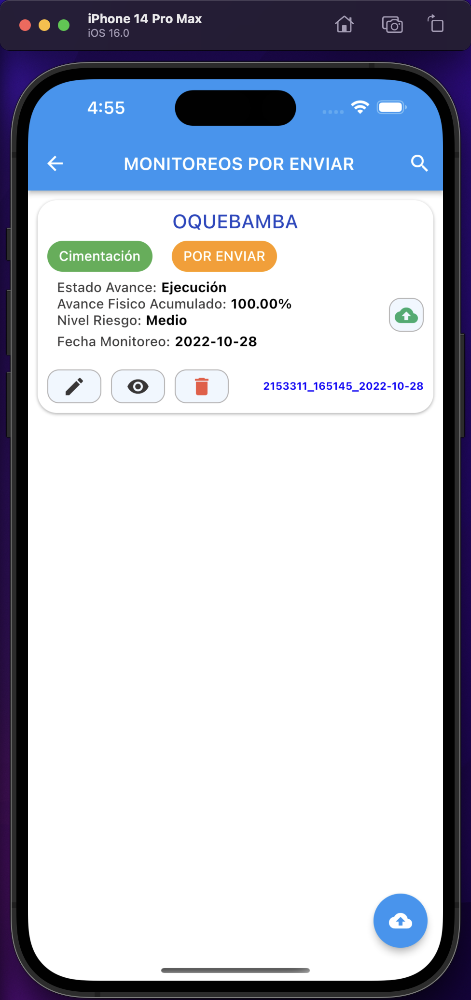 iPhone 14 Pro Max
iOS 16.0
4:55
MONITOREOS POR ENVIAR
OQUEBAMBA
Cimentación POR ENVIAR
Estado Avance: Ejecución
Avance Fisico Acumulado: 100.00%
Nivel Riesgo: Medio
Fecha Monitoreo: 2022-10-28
2153311_165145_2022-10-28